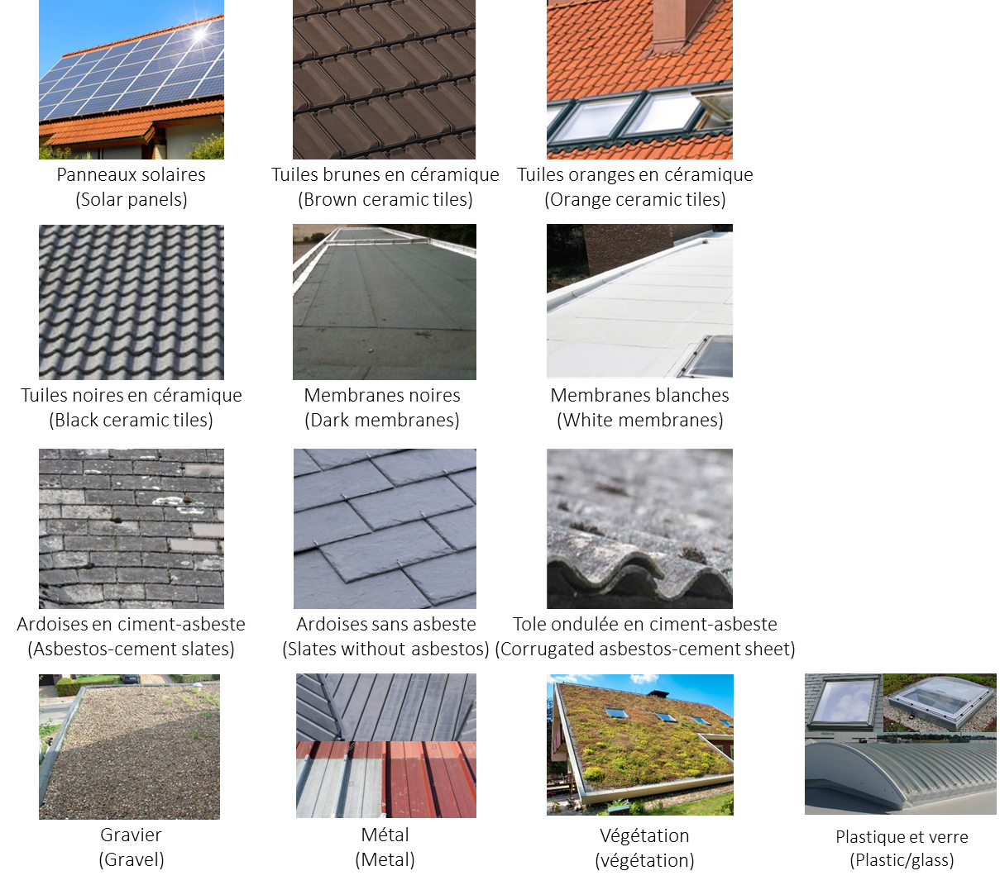 Panneaux solaires
(Solar panels)
Tuiles brunes en céramique
(Brown ceramic tiles)
Tuiles oranges en céramique
(Orange ceramic tiles)
Tuiles noires en céramique
(Black ceramic tiles)
Membranes noires
(Dark membranes)
Membranes blanches
(White membranes)
Ardoises en ciment-asbeste
(Asbestos-cement slates)
Ardoises sans asbeste
(Slates without asbestos)
Tole ondulée en ciment-asbeste
(Corrugated asbestos-cement sheet)
Gravier
(Gravel)
Métal
(Metal)
Végétation
(végétation)
Plastique et verre
(Plastic/glass)